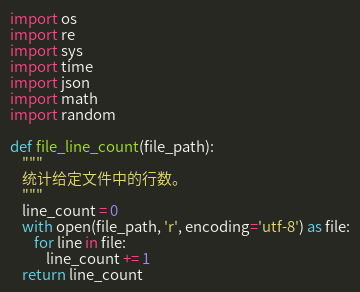 import os
import re
import sys
import time
import json
import math
import random

def file_line_count(file_path):
    """
    统计给定文件中的行数。
    """
    line_count = 0
    with open(file_path, 'r', encoding='utf-8') as file:
        for line in file:
            line_count += 1
    return line_count